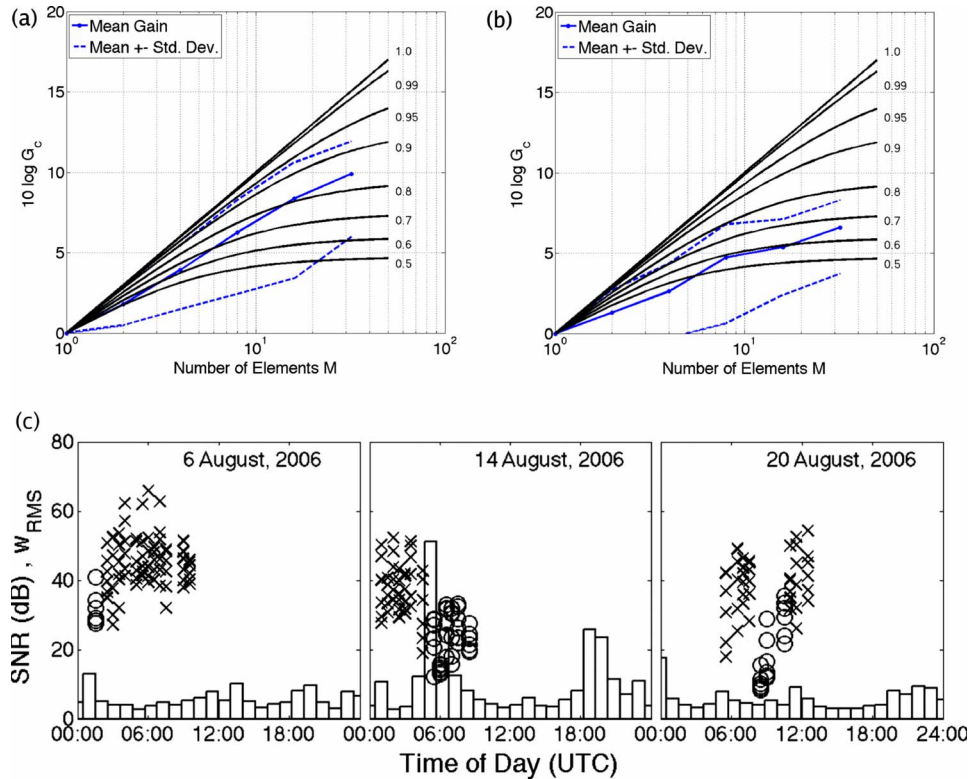 (a)
20
15
10
5
0
10 log G_c
Mean Gain
Mean +- Std. Dev.
1.0
0.99
0.95
0.9
0.8
0.7
0.6
0.5
10^0
10^1
10^2
Number of Elements M
(b)
20
15
10
5
0
10 log G_c
Mean Gain
Mean +- Std. Dev.
1.0
0.99
0.95
0.9
0.8
0.7
0.6
0.5
10^0
10^1
10^2
Number of Elements M
(c)
80
60
40
20
0
SNR (dB) , w_RMS
6 August, 2006
14 August, 2006
20 August, 2006
00:00 06:00 12:00 18:00 00:00 06:00 12:00 18:00 00:00 06:00 12:00 18:00 24:00
Time of Day (UTC)